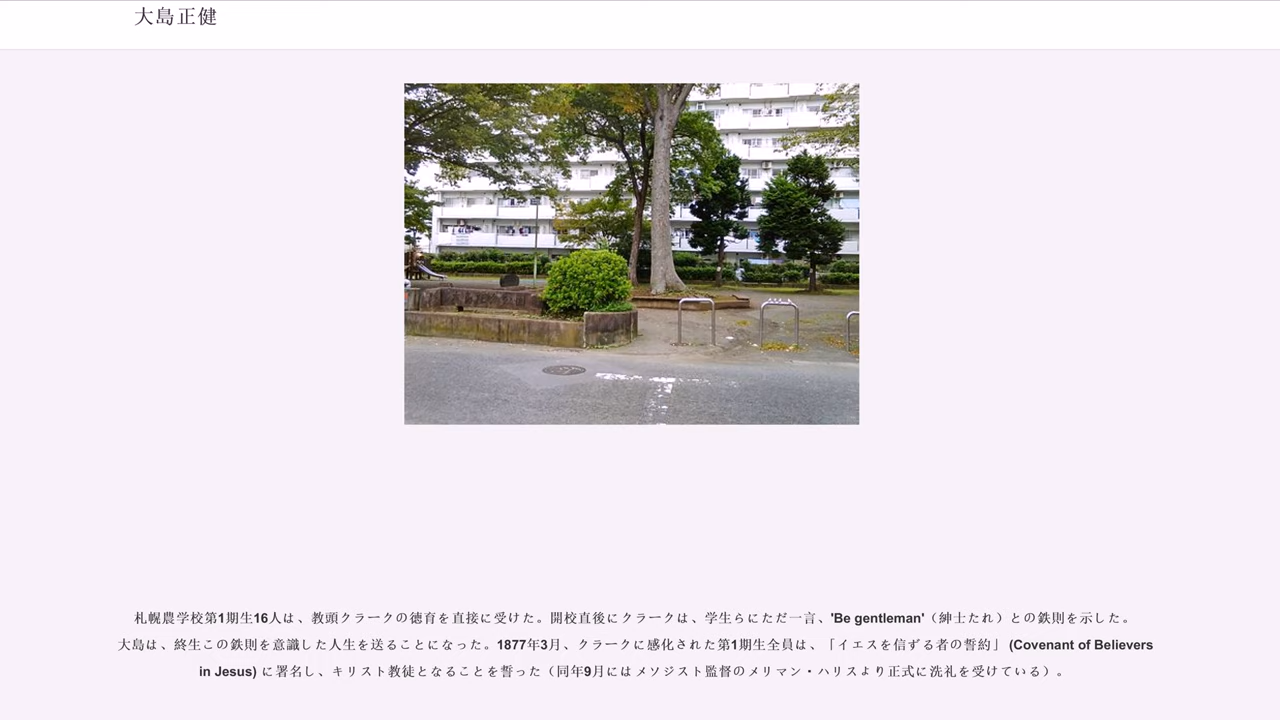 大島正健
札幌農学校第1期生16人は、教頭クラークの徳育を直接に受けた。開校直後にクラークは、学生らにただ一言、'Be gentleman'（紳士たれ）との鉄則を示した。
大島は、終生この鉄則を意識した人生を送ることになった。1877年3月、クラークに感化された第1期生全員は、「イエスを信ずる者の誓約」 (Covenant of Believers
in Jesus) に署名し、キリスト教徒となることを誓った（同年9月にはメソジスト監督のメリマン・ハリスより正式に洗礼を受けている）。